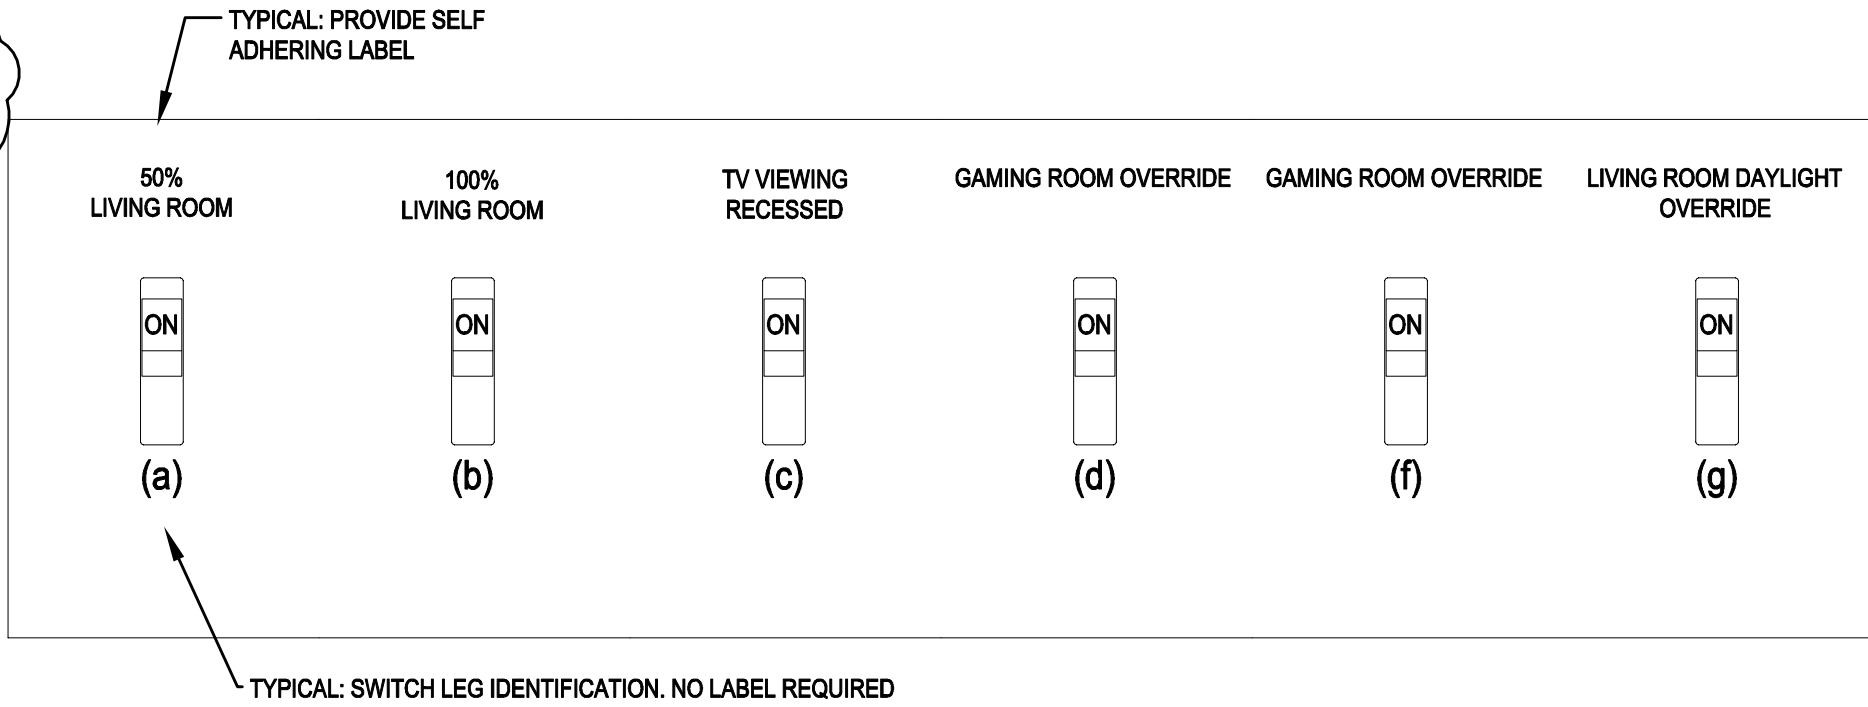 TYPICAL: PROVIDE SELF
ADHERING LABEL
50%
LIVING ROOM
100%
LIVING ROOM
TV VIEWING
RECESSED
GAMING ROOM OVERRIDE
GAMING ROOM OVERRIDE
LIVING ROOM DAYLIGHT
OVERRIDE
ON
ON
ON
ON
ON
ON
(a)
(b)
(c)
(d)
(f)
(g)
TYPICAL: SWITCH LEG IDENTIFICATION. NO LABEL REQUIRED